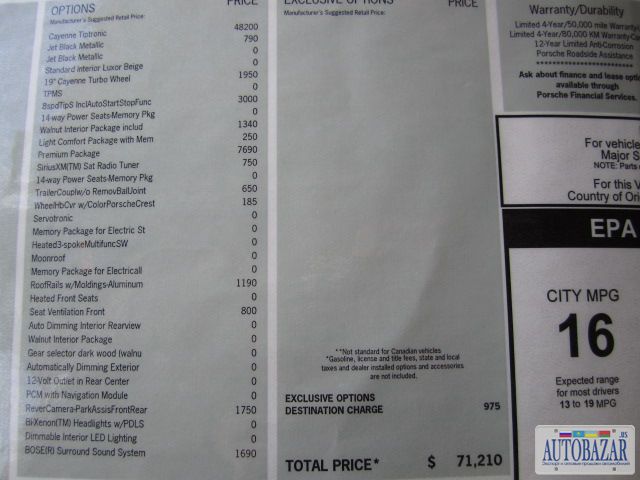 OPTIONS
PRICE
Manufacturer's Suggested Retail Price:
Cayenne Tiptronic 48200
Jet Black Metallic 790
Jet Black Metallic 0
Standard Interior Luxor Beige 0
19" Cayenne Turbo Wheel 1950
TPMS 0
8spdTipS InclAutoStartStopFunc 3000
14-way Power Seats-Memory Pkg 0
Walnut Interior Package includ 1340
Light Comfort Package with Mem 250
Premium Package 7690
SiriusXM(TM) Sat Radio Tuner 750
14-way Power Seats-Memory Pkg 0
TrailerCouplw/o RemovBallJoint 650
WheelHbCvr w/ColorPorscheCrest 185
Servotronic 0
Memory Package for Electric St 0
Heated3-spokeMultifuncSW 0
Moonroof 0
Memory Package for Electricall 0
RoofRails w/Moldings-Aluminum 1190
Heated Front Seats 0
Seat Ventilation Front 800
Auto Dimming Interior Rearview 0
Walnut Interior Package 0
Gear selector dark wood (walnu 0
Automatically Dimming Exterior 0
12-Volt Outlet in Rear Center 0
PCM with Navigation Module 0
ReverCamera-ParkAssisFrontRear 1750
Bi-Xenon(TM) Headlights w/PDLS 0
Dimmable Interior LED Lighting 0
BOSE(R) Surround Sound System 1690
EXCLUSIVE OPTIONS
PRICE
Manufacturer's Suggested Retail Price:
**Not standard for Canadian vehicles
*Gasoline, license and title fees, state and local
taxes and dealer installed options and accessories
are not included.
EXCLUSIVE OPTIONS
DESTINATION CHARGE 975
TOTAL PRICE* $ 71,210
Warranty/Durability
Limited 4-Year/50,000 mile Warranty
Limited 4-Year/80,000 KM Warranty-Ca
12-Year Limited Anti-Corrosion
Porsche Roadside Assistance
Ask about finance and lease opti
available through
Porsche Financial Services.
For vehicle
Major S
NOTE: Parts
For this V
Country of Ori
EPA
CITY MPG
16
Expected range
for most drivers
13 to 19 MPG
AUTOBAZAR
.us